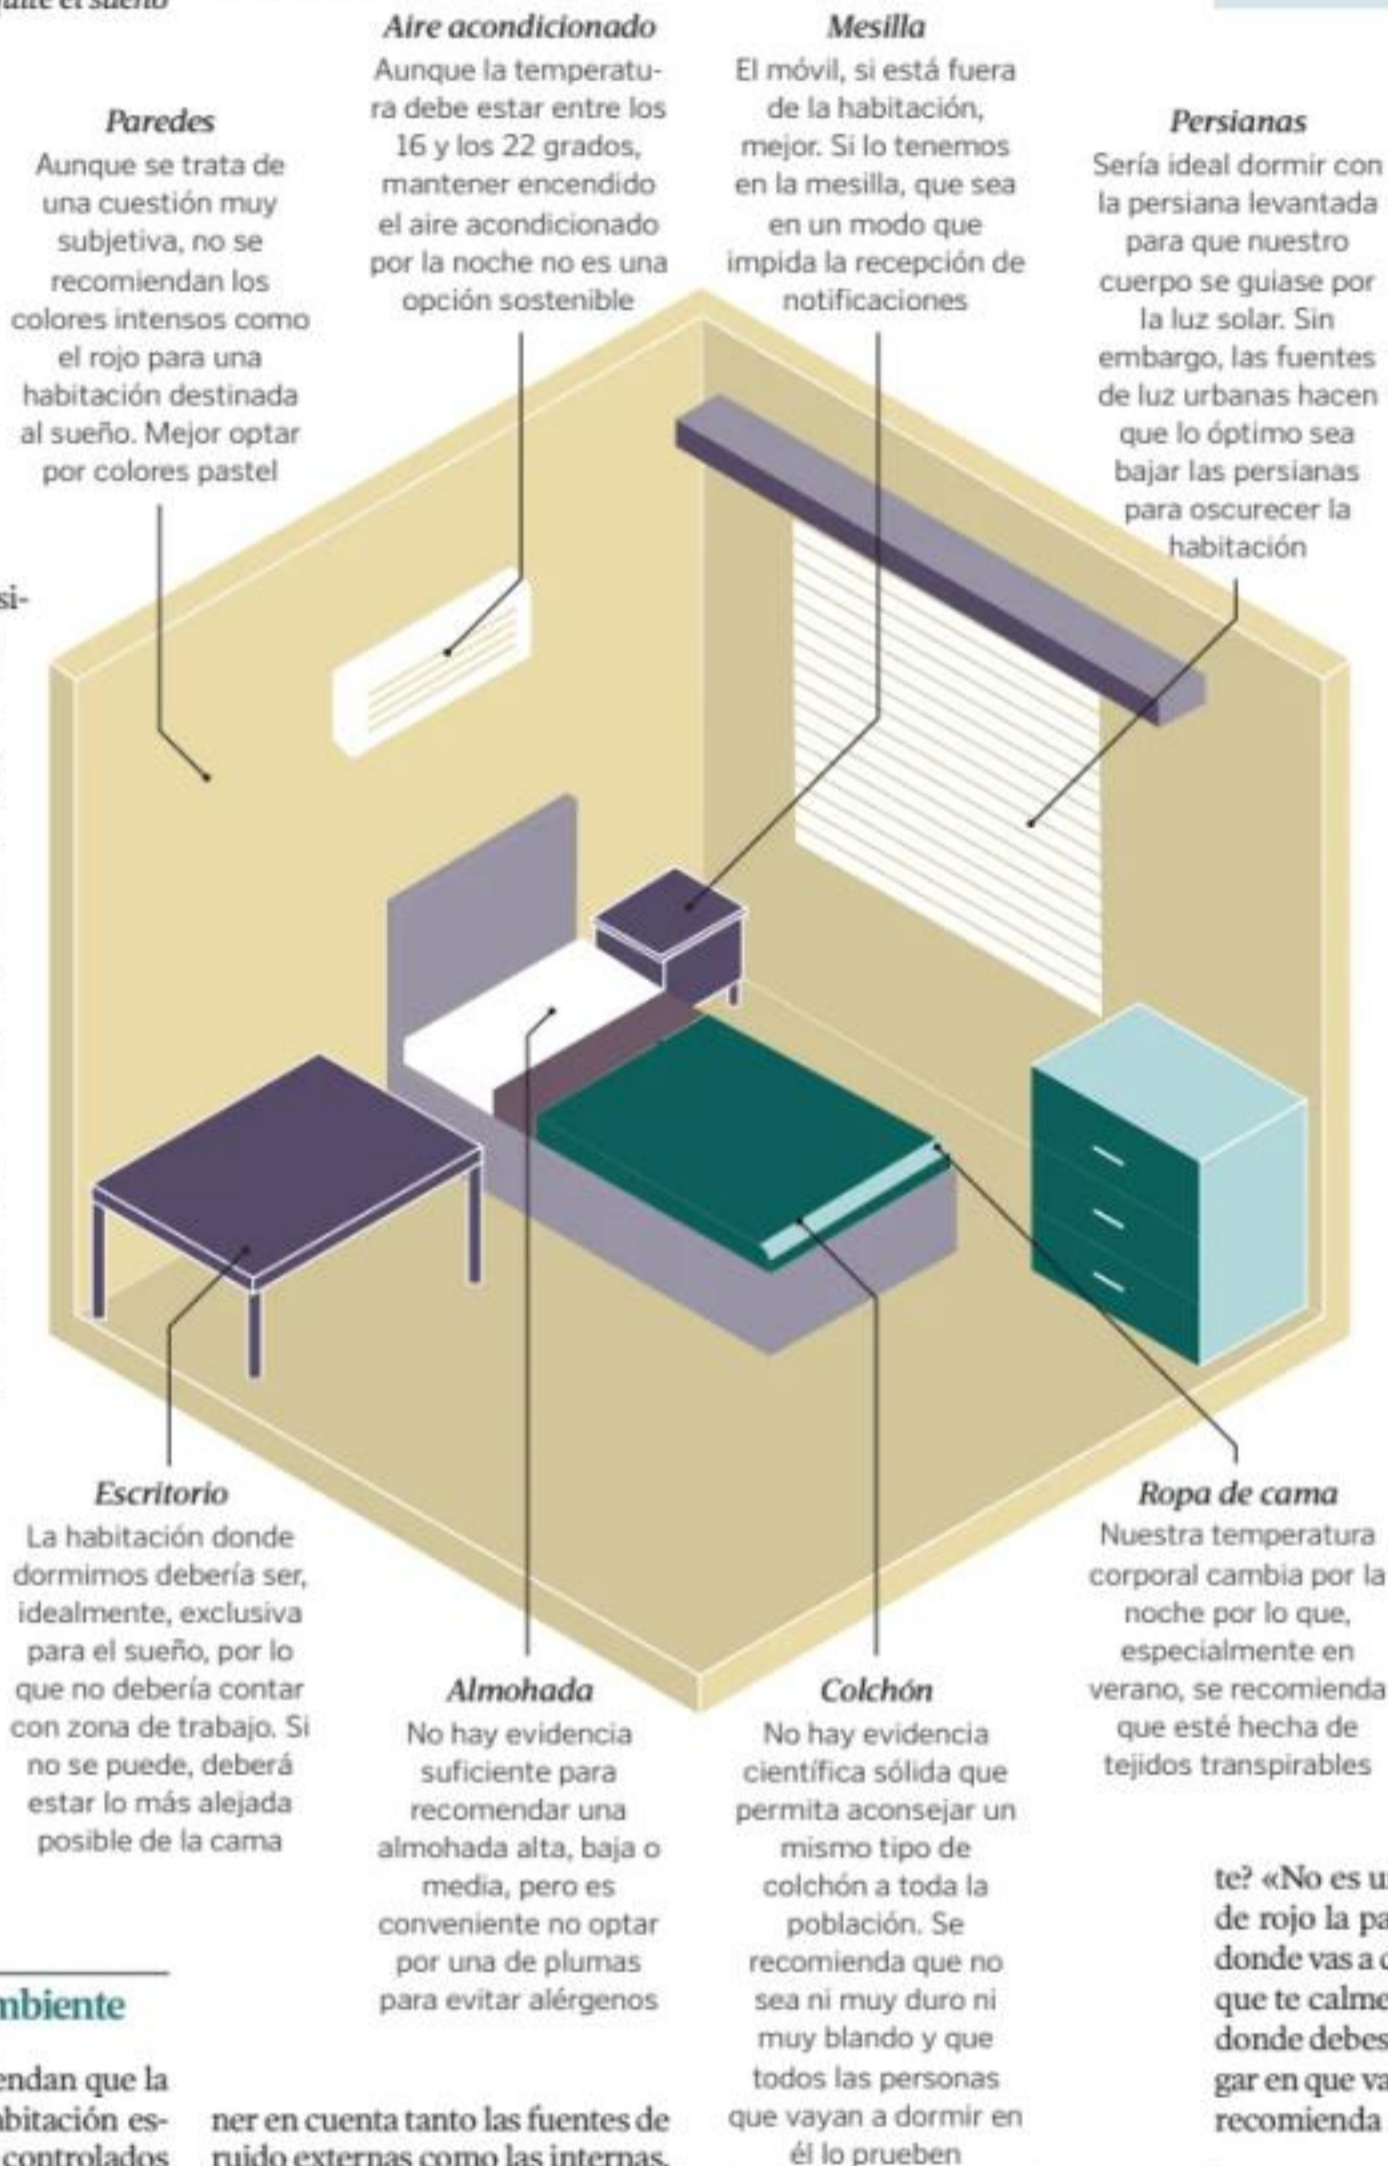 el sueño
Aire acondicionado
Aunque la temperatu-
ra debe estar entre los
16 y los 22 grados,
mantener encendido
el aire acondicionado
por la noche no es una
opción sostenible
Mesilla
El móvil, si está fuera
de la habitación,
mejor. Si lo tenemos
en la mesilla, que sea
en un modo que
impida la recepción de
notificaciones
Paredes
Aunque se trata de
una cuestión muy
subjetiva, no se
recomiendan los
colores intensos como
el rojo para una
habitación destinada
al sueño. Mejor optar
por colores pastel
Persianas
Sería ideal dormir con
la persiana levantada
para que nuestro
cuerpo se guiase por
la luz solar. Sin
embargo, las fuentes
de luz urbanas hacen
que lo óptimo sea
bajar las persianas
para oscurecer la
habitación
si-
Escritorio
La habitación donde
dormimos debería ser,
idealmente, exclusiva
para el sueño, por lo
que no debería contar
con zona de trabajo. Si
no se puede, deberá
estar lo más alejada
posible de la cama
Almohada
No hay evidencia
suficiente para
recomendar una
almohada alta, baja o
media, pero es
conveniente no optar
por una de plumas
para evitar alérgenos
Colchón
No hay evidencia
científica sólida que
permita aconsejar un
mismo tipo de
colchón a toda la
población. Se
recomienda que no
sea ni muy duro ni
muy blando y que
todos las personas
que vayan a dormir en
él lo prueben
Ropa de cama
Nuestra temperatura
corporal cambia por la
noche por lo que,
especialmente en
verano, se recomienda
que esté hecha de
tejidos transpirables
mbiente
endan que la
abitación es-
controlados
ner en cuenta tanto las fuentes de
ruido externas como las internas.
te? «No es u
de rojo la pa
donde vas a
que te calme
donde debes
gar en que va
recomienda